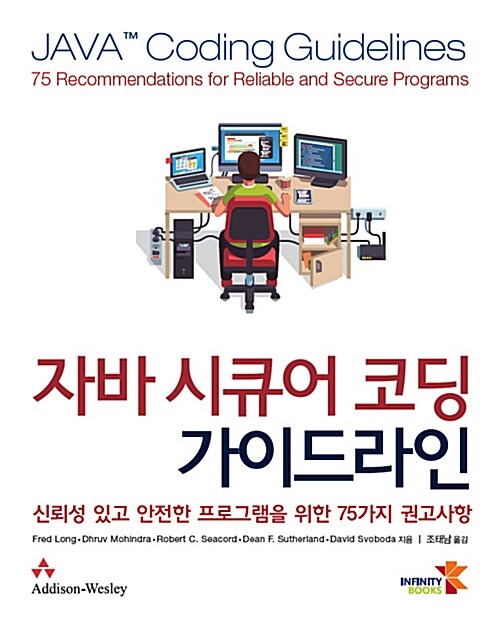 JAVA™ Coding Guidelines
75 Recommendations for Reliable and Secure Programs
자바 시큐어 코딩
가이드라인
신뢰성 있고 안전한 프로그램을 위한 75가지 권고사항
Fred Long · Dhruv Mohindra · Robert C. Seacord · Dean F. Sutherland · David Svoboda 지음 | 조태남 옮김
Addison-Wesley
INFINITY
BOOKS